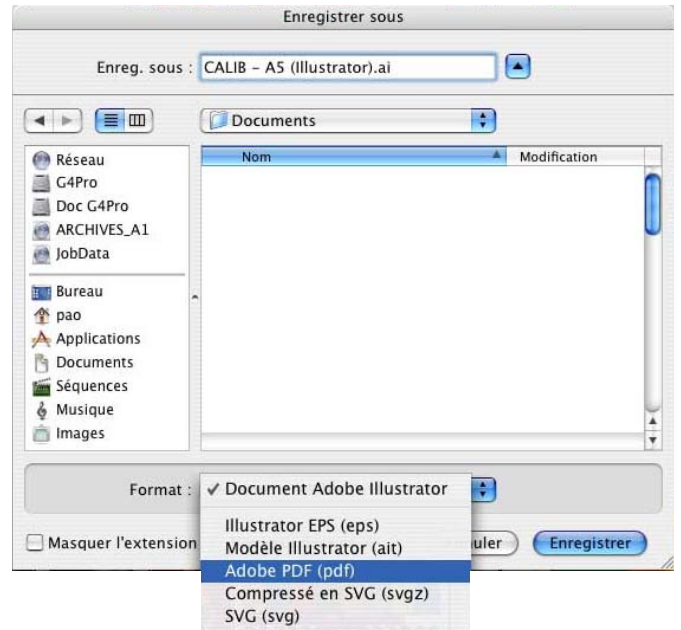 Enregistrer sous
Enreg. sous : CALIB – A5 (Illustrator).ai
Documents
Nom Modification
Réseau
G4Pro
Doc G4Pro
ARCHIVES_A1
JobData
Bureau
pao
Applications
Documents
Séquences
Musique
Images
Format : ✓ Document Adobe Illustrator
Illustrator EPS (eps)
Masquer l'extension Modèle Illustrator (ait) uler Enregistrer
Adobe PDF (pdf)
Compressé en SVG (svgz)
SVG (svg)